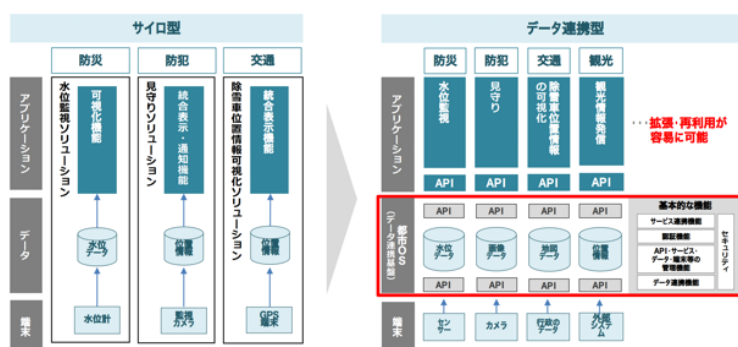 サイロ型
防災
防犯
交通
アプリケーション
データ
端末
水位監視ソリューション
可視化機能
水位
データ
水位計
見守りソリューション
統合表示・通知機能
位置
情報
監視
カメラ
除雪車位置情報可視化ソリューション
統合表示機能
位置
情報
GPS
端末
データ連携型
防災
防犯
交通
観光
アプリケーション
水位監視
見守り
除雪車位置情報
の可視化
観光情報発信
･･･拡張・再利用が
容易に可能
API
API
API
API
都市OS
(データ連携基盤)
API
API
API
API
水位
データ
画像
データ
地図
データ
位置
情報
API
API
API
API
基本的な機能
サービス連携機能
認証機能
API・サービス・
データ・端末等の
管理機能
データ連携機能
セキュリティ
端末
セン
サー
カメラ
行政の
データ
外部
システム